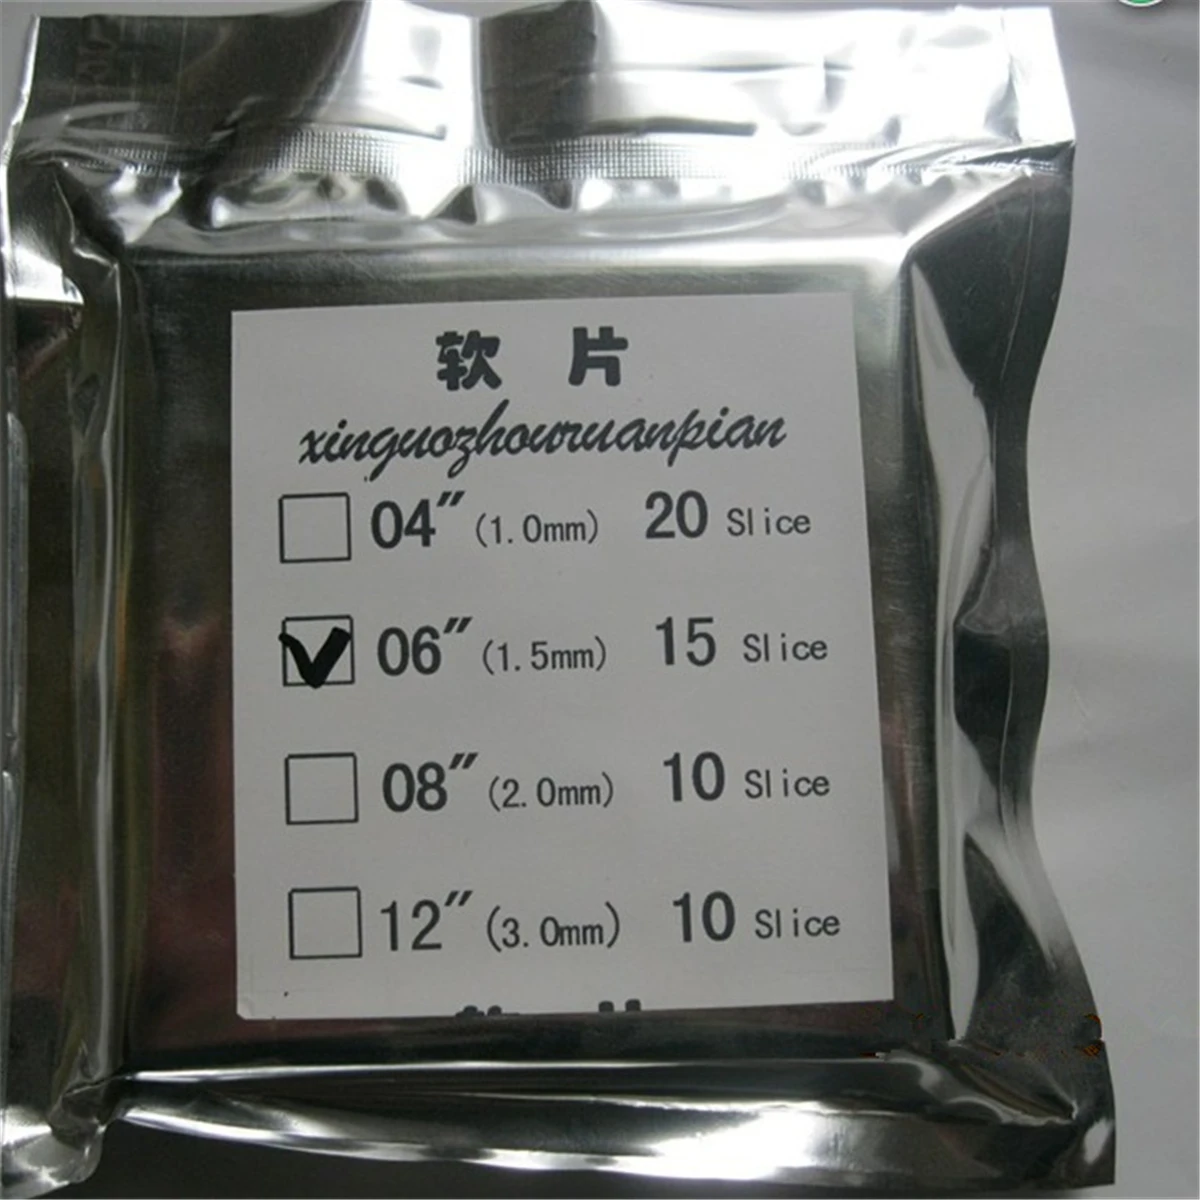 软 片
xinguozhouruanpian
04″ (1.0mm) 20 Slice
06″ (1.5mm) 15 Slice
08″ (2.0mm) 10 Slice
12″ (3.0mm) 10 Slice